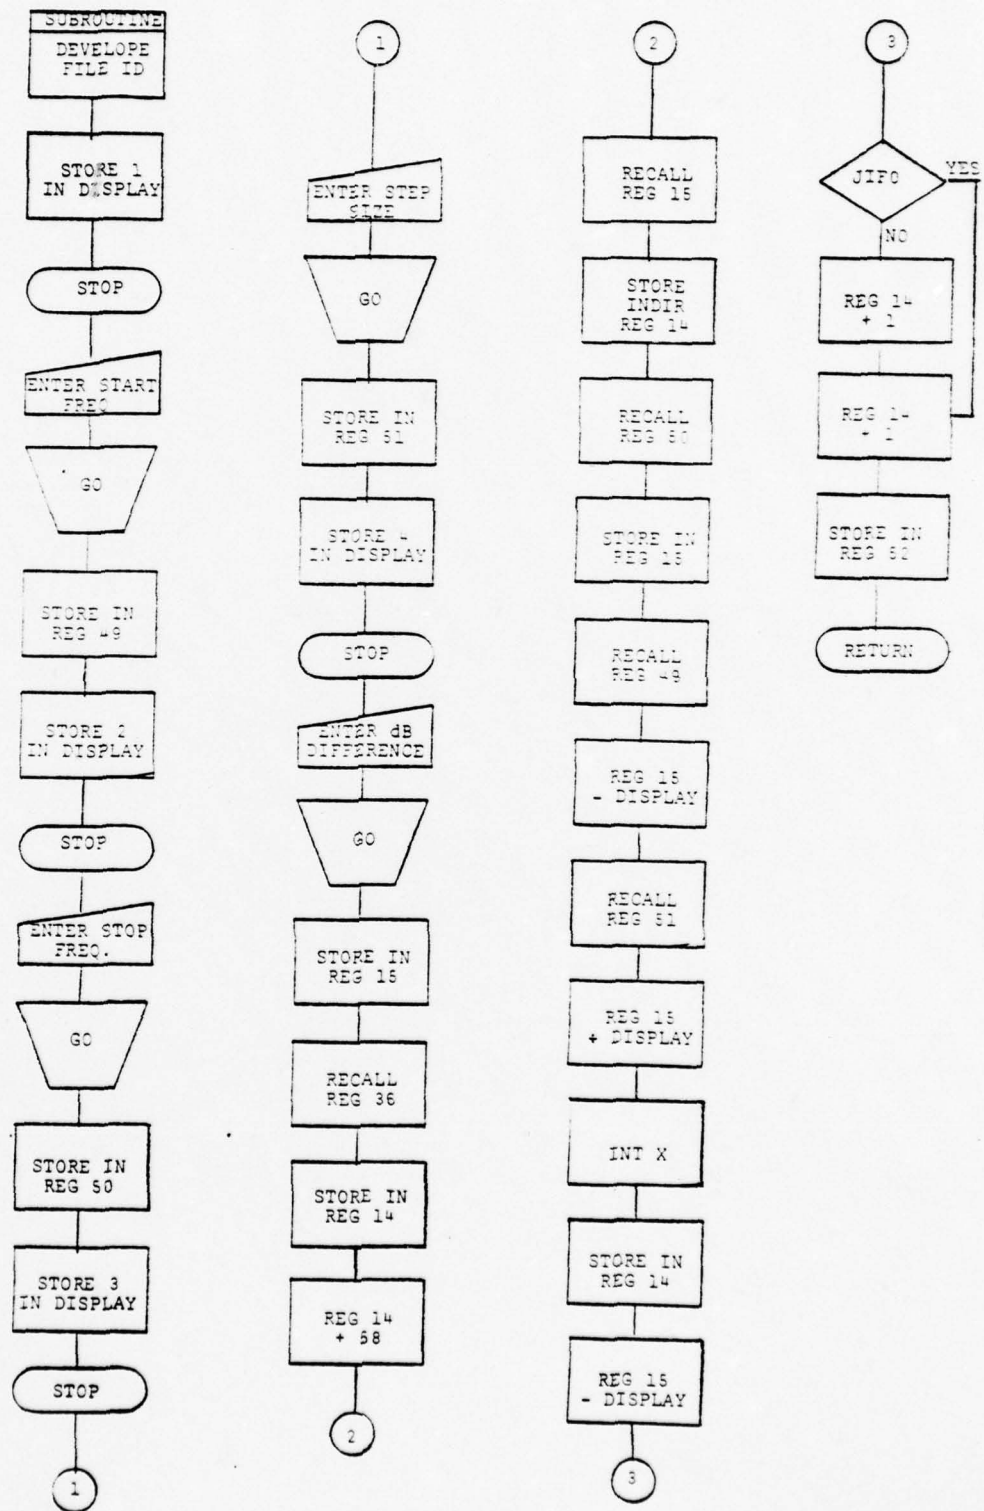 SUBROUTINE
DEVELOPE
FILE ID
STORE 1
IN DISPLAY
STOP
ENTER START
FREQ
GO
STORE IN
REG 49
STORE 2
IN DISPLAY
STOP
ENTER STOP
FREQ.
GO
STORE IN
REG 50
STORE 3
IN DISPLAY
STOP
1
1
ENTER STEP
SIZE
GO
STORE IN
REG 51
STORE 4
IN DISPLAY
STOP
ENTER dB
DIFFERENCE
GO
STORE IN
REG 15
RECALL
REG 36
STORE IN
REG 14
REG 14
+ 58
2
2
RECALL
REG 15
STORE
INDIR
REG 14
RECALL
REG 50
STORE IN
REG 15
RECALL
REG 49
REG 15
- DISPLAY
RECALL
REG 51
REG 15
÷ DISPLAY
INT X
STORE IN
REG 14
REG 15
- DISPLAY
3
3
JIF0
YES
NO
REG 14
+ 1
REG 14
+ 1
STORE IN
REG 52
RETURN